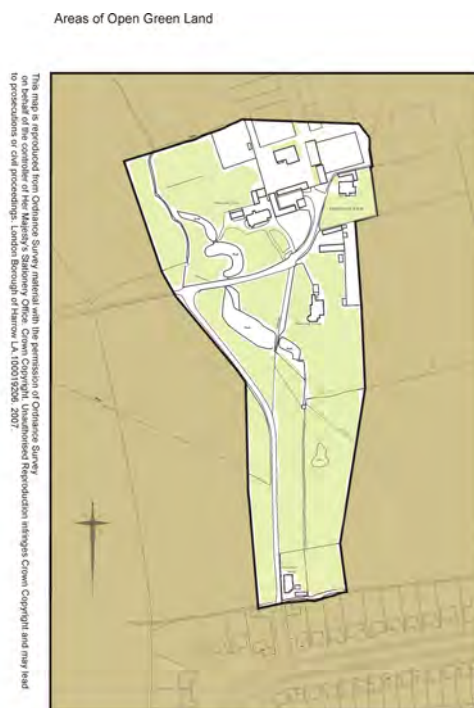 Areas of Open Green Land
This map is reproduced from Ordnance Survey material with the permission of Ordnance Survey
on behalf of the controller of Her Majesty's Stationery Office. Crown Copyright. Unauthorised Reproduction infringes Crown Copyright and may lead
to prosecutions or civil proceedings. London Borough of Harrow LA.100019206. 2007.